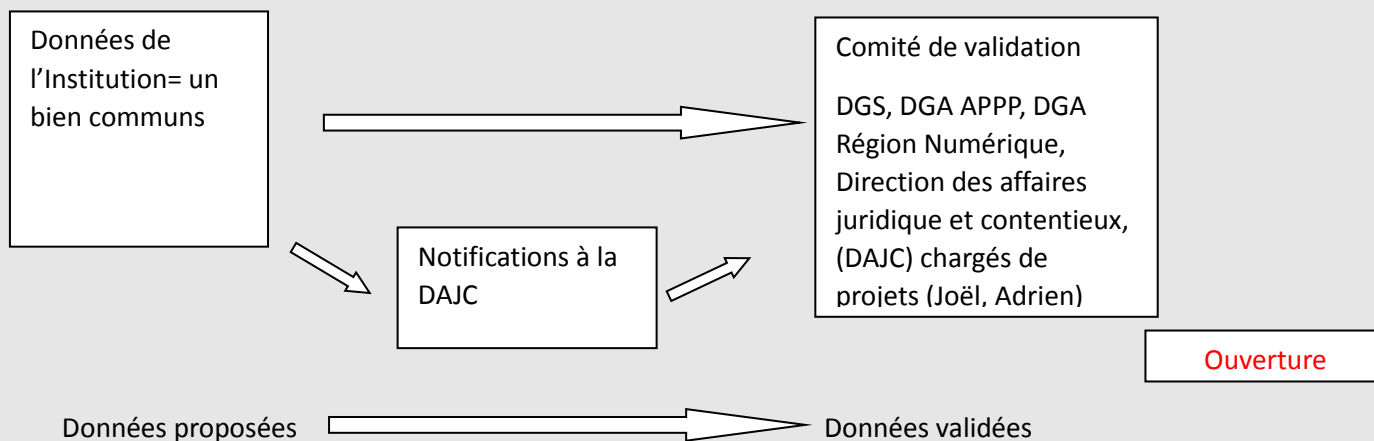 Données de
l’Institution= un
bien communs
Comité de validation
DGS, DGA APPP, DGA
Région Numérique,
Direction des affaires
juridique et contentieux,
(DAJC) chargés de
projets (Joël, Adrien)
Notifications à la
DAJC
Ouverture
Données proposées
Données validées